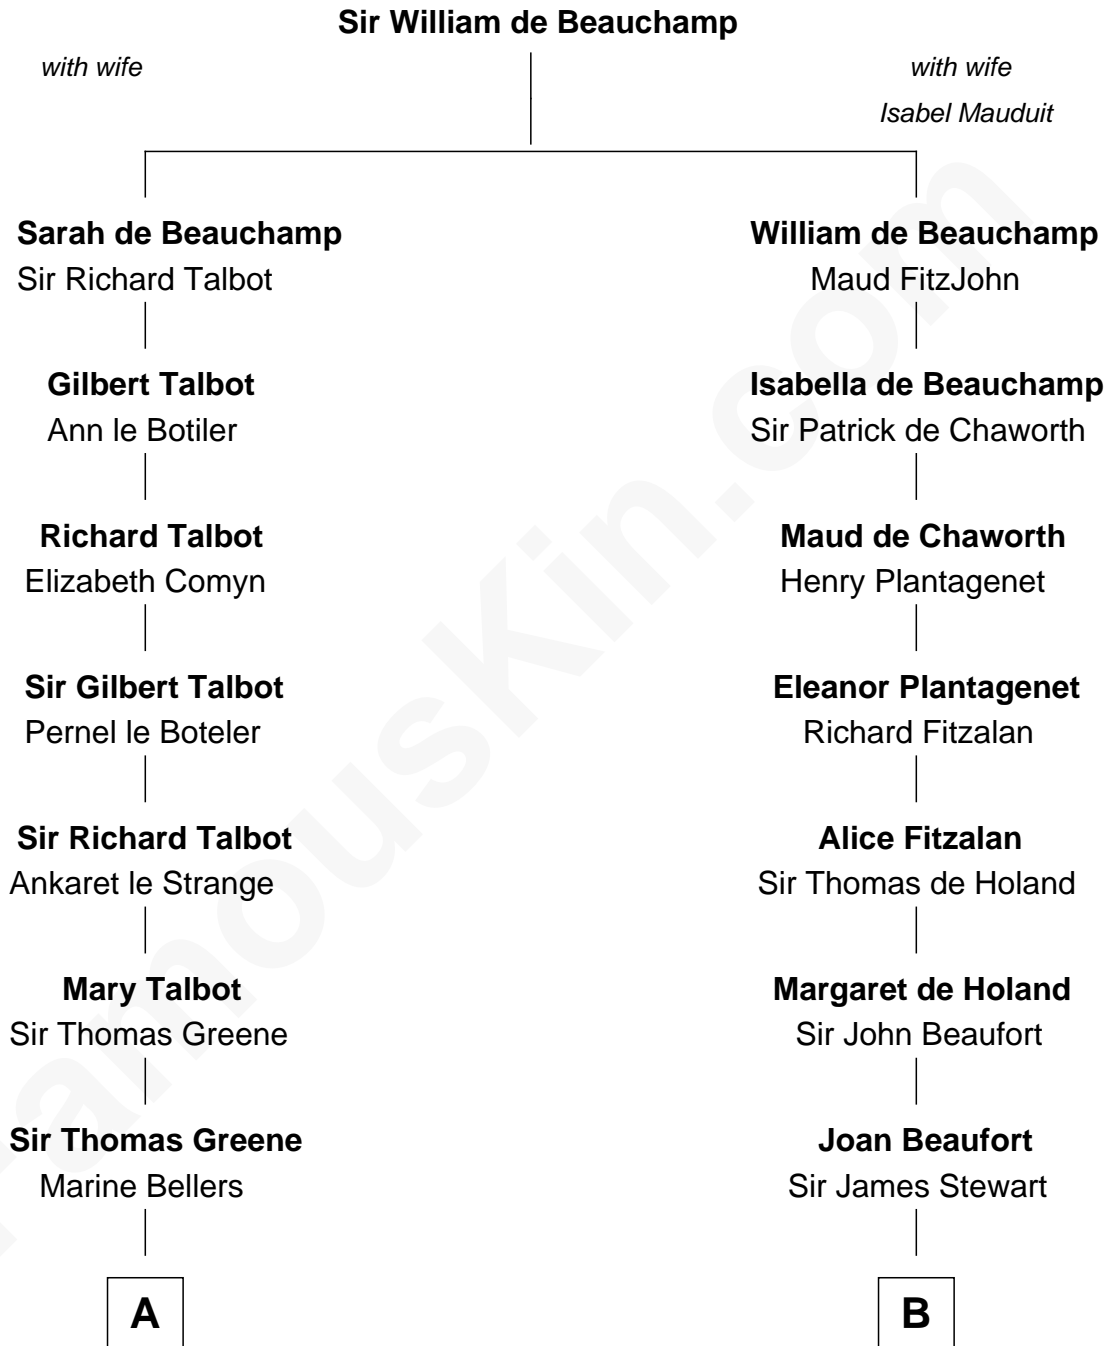 Sir William de Beauchamp
with wife
with wife
Isabel Mauduit
Sarah de Beauchamp
Sir Richard Talbot
William de Beauchamp
Maud FitzJohn
Gilbert Talbot
Ann le Botiler
Isabella de Beauchamp
Sir Patrick de Chaworth
Richard Talbot
Elizabeth Comyn
Maud de Chaworth
Henry Plantagenet
Sir Gilbert Talbot
Pernel le Boteler
Eleanor Plantagenet
Richard Fitzalan
Sir Richard Talbot
Ankaret le Strange
Alice Fitzalan
Sir Thomas de Holand
Mary Talbot
Sir Thomas Greene
Margaret de Holand
Sir John Beaufort
Sir Thomas Greene
Marine Bellers
Joan Beaufort
Sir James Stewart
A
B
FamousKin.com